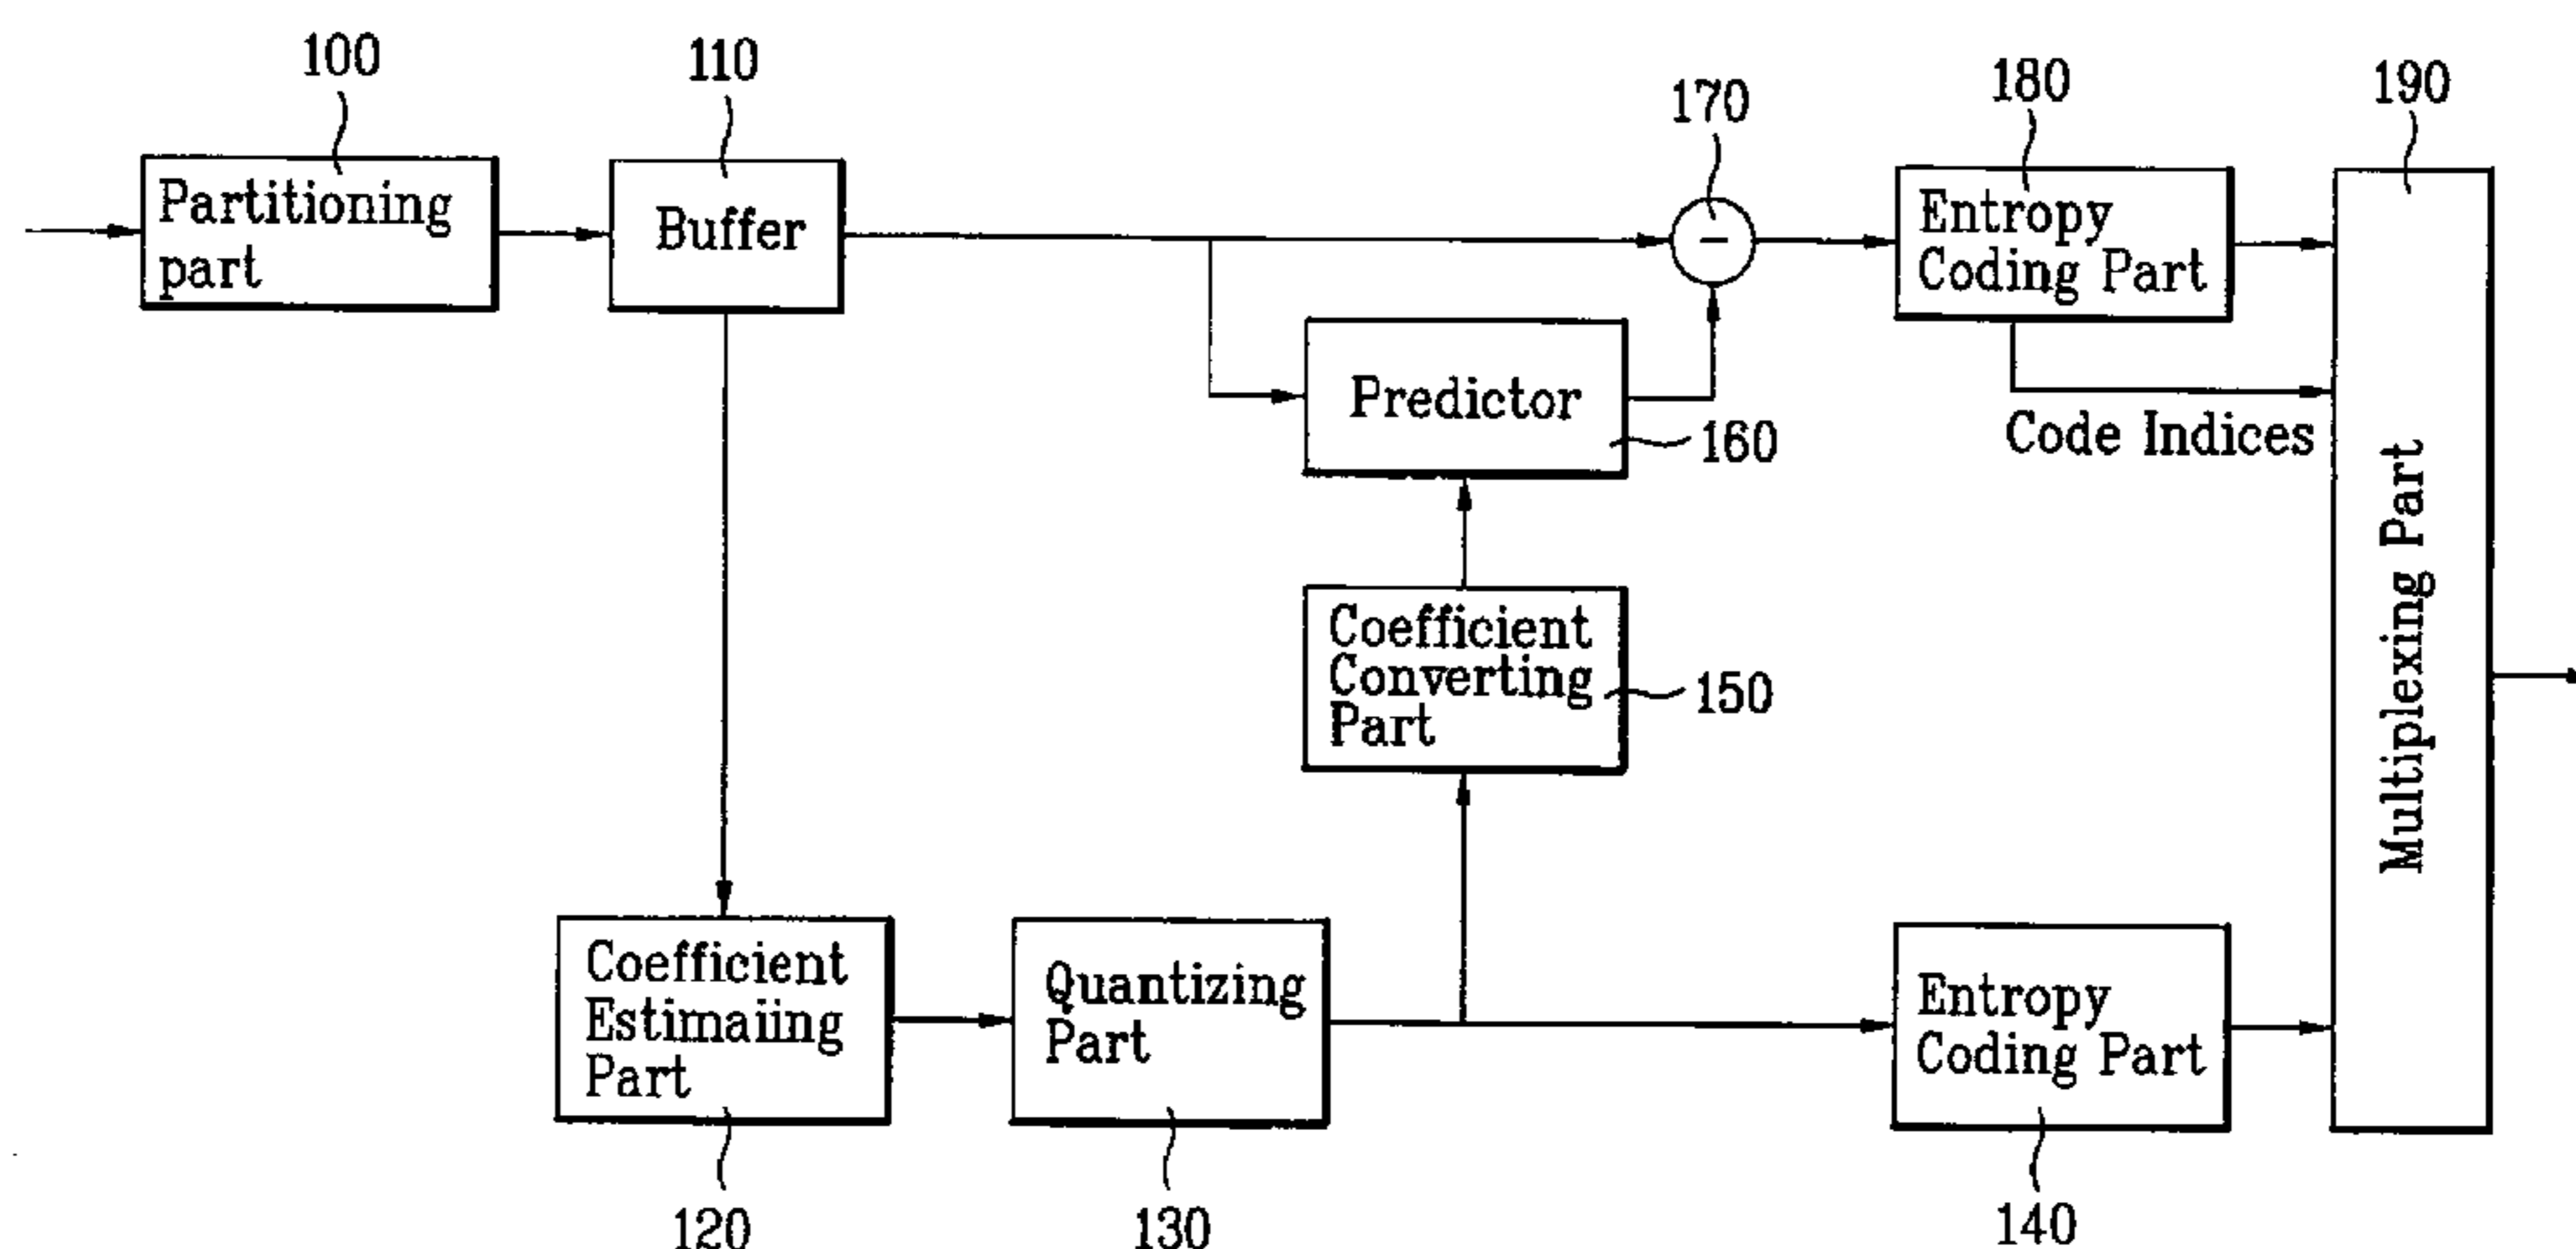 100
110
170
180
190
Partitioning
part
Buffer
-
Entropy
Coding Part
Predictor
160
Code Indices
Multiplexing Part
Coefficient
Converting
Part
150
Coefficient
Estimaiing
Part
Quantizing
Part
Entropy
Coding Part
120
130
140